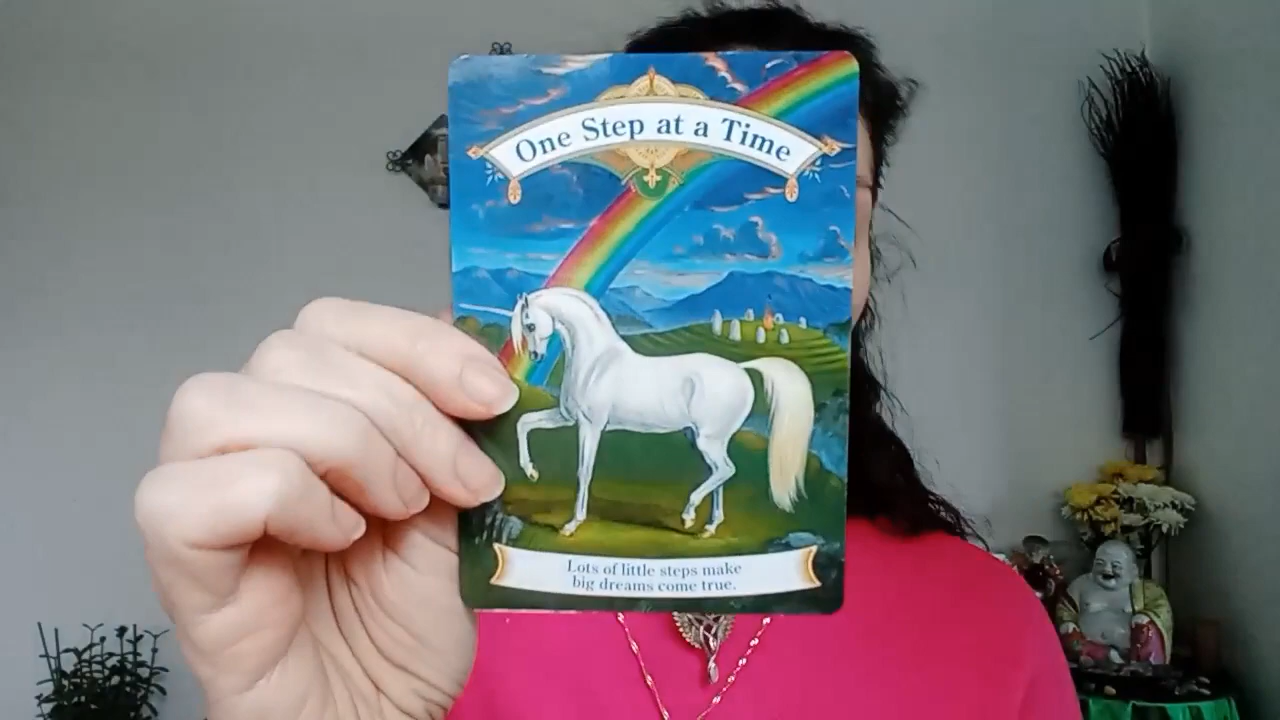 One Step at a Time
Lots of little steps make
big dreams come true.